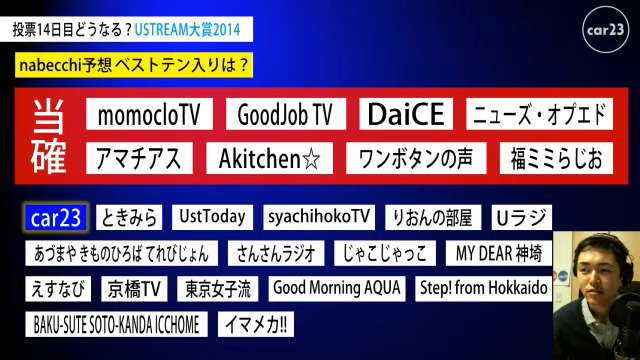 投票14日目どうなる？USTREAM大賞2014
car23
nabecchi予想 ベストテン入りは？
当確
momocloTV GoodJob TV DaiCE ニューズ・オプエド
アマチアス Akitchen☆ ワンボタンの声 福ミミらじお
car23 ときみら UstToday syachihokoTV りおんの部屋 Uラジ
あづまや きものひろば てれびじょん さんさんラジオ じゃこじゃっこ MY DEAR 神埼
えすなび 京橋TV 東京女子流 Good Morning AQUA Step! from Hokkaido
BAKU-SUTE SOTO-KANDA ICCHOME イマメカ!!